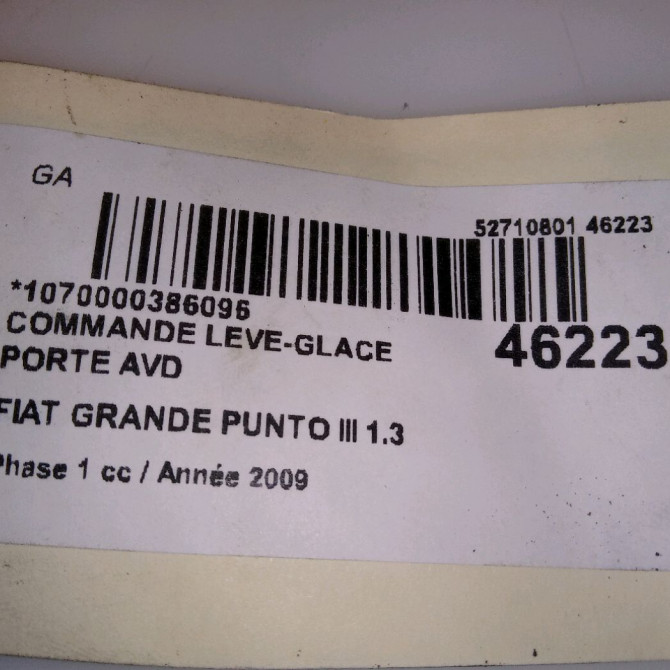 GA
52710801 46223
*1070000386096
46223
COMMANDE LEVE-GLACE
PORTE AVD
FIAT GRANDE PUNTO III 1.3
Phase 1 cc / Année 2009